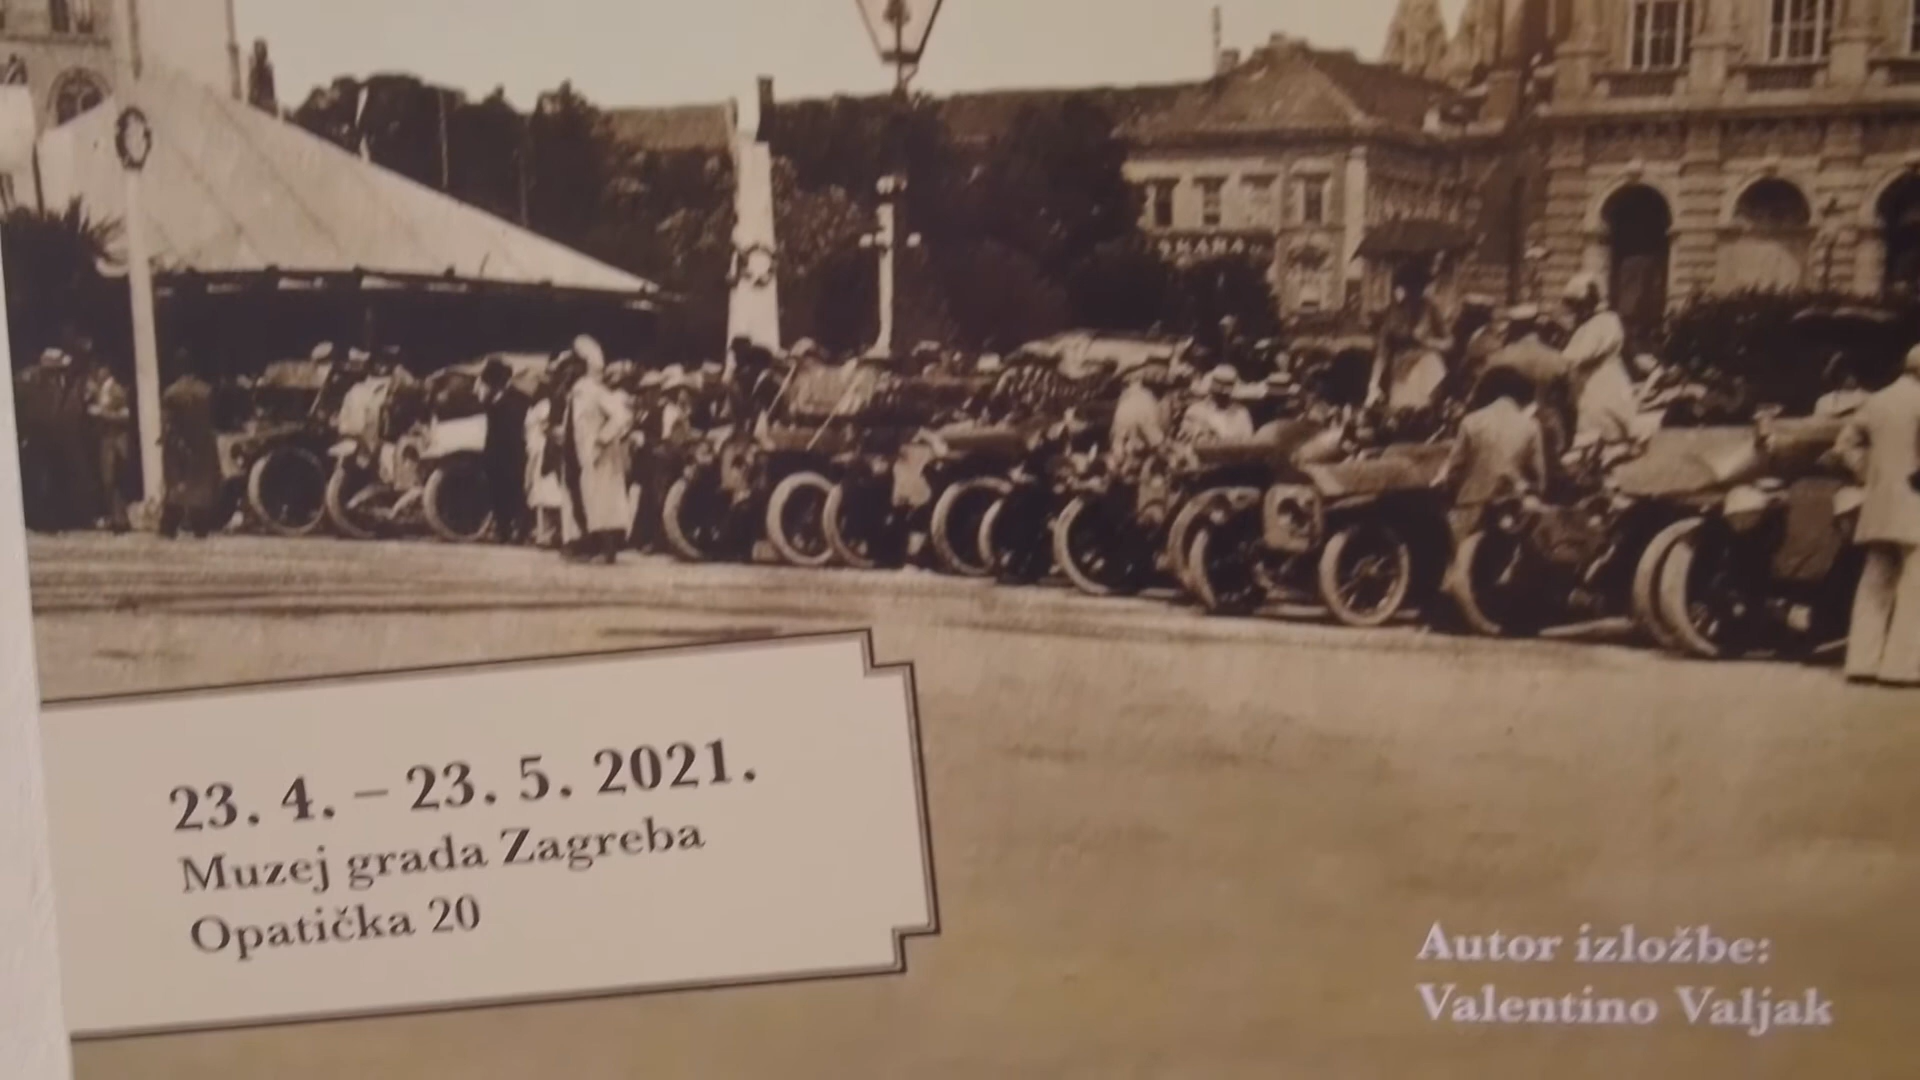 23. 4. – 23. 5. 2021.
Muzej grada Zagreba
Opatička 20
Autor izložbe:
Valentino Valjak